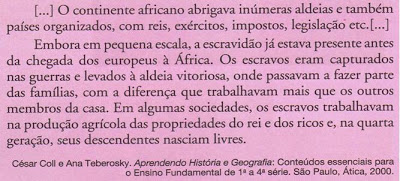 [...] O continente africano abrigava inúmeras aldeias e também
países organizados, com reis, exércitos, impostos, legislação etc.[...]
Embora em pequena escala, a escravidão já estava presente antes
da chegada dos europeus à África. Os escravos eram capturados
nas guerras e levados à aldeia vitoriosa, onde passavam a fazer parte
das famílias, com a diferença que trabalhavam mais que os outros
membros da casa. Em algumas sociedades, os escravos trabalhavam
na produção agrícola das propriedades do rei e dos ricos e, na quarta
geração, seus descendentes nasciam livres.
César Coll e Ana Teberosky. Aprendendo História e Geografia: Conteúdos essenciais para
o Ensino Fundamental de 1ª a 4ª série. São Paulo, Ática, 2000.